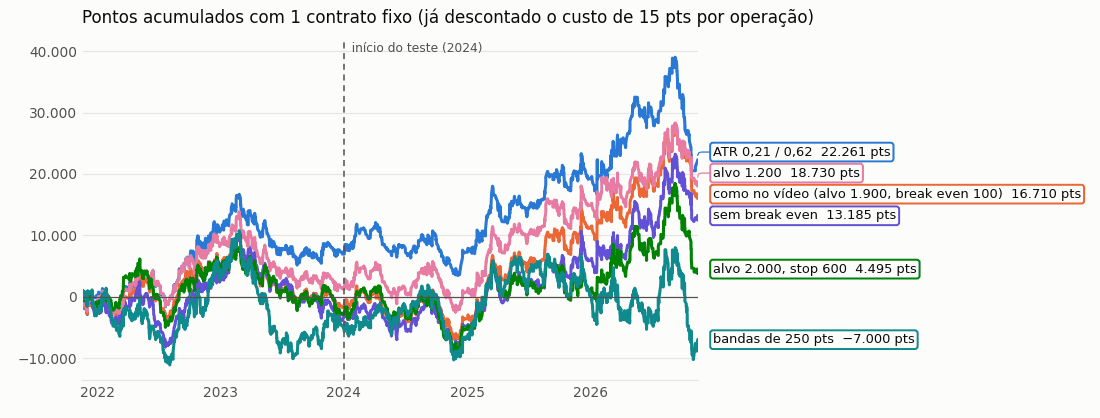 Pontos acumulados com 1 contrato fixo (já descontado o custo de 15 pts por operação)
início do teste (2024)
40.000
30.000
20.000
10.000
0
−10.000
ATR 0,21 / 0,62  22.261 pts
alvo 1.200  18.730 pts
como no vídeo (alvo 1.900, break even 100)  16.710 pts
sem break even  13.185 pts
alvo 2.000, stop 600  4.495 pts
bandas de 250 pts  −7.000 pts
2022
2023
2024
2025
2026